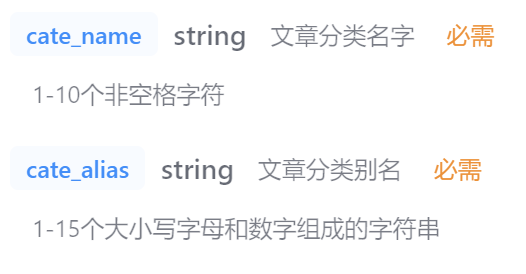 cate_name string 文章分类名字 必需
1-10个非空格字符
cate_alias string 文章分类别名 必需
1-15个大小写字母和数字组成的字符串